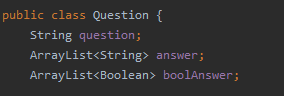 public class Question {
    String question;
    ArrayList<String> answer;
    ArrayList<Boolean> boolAnswer;